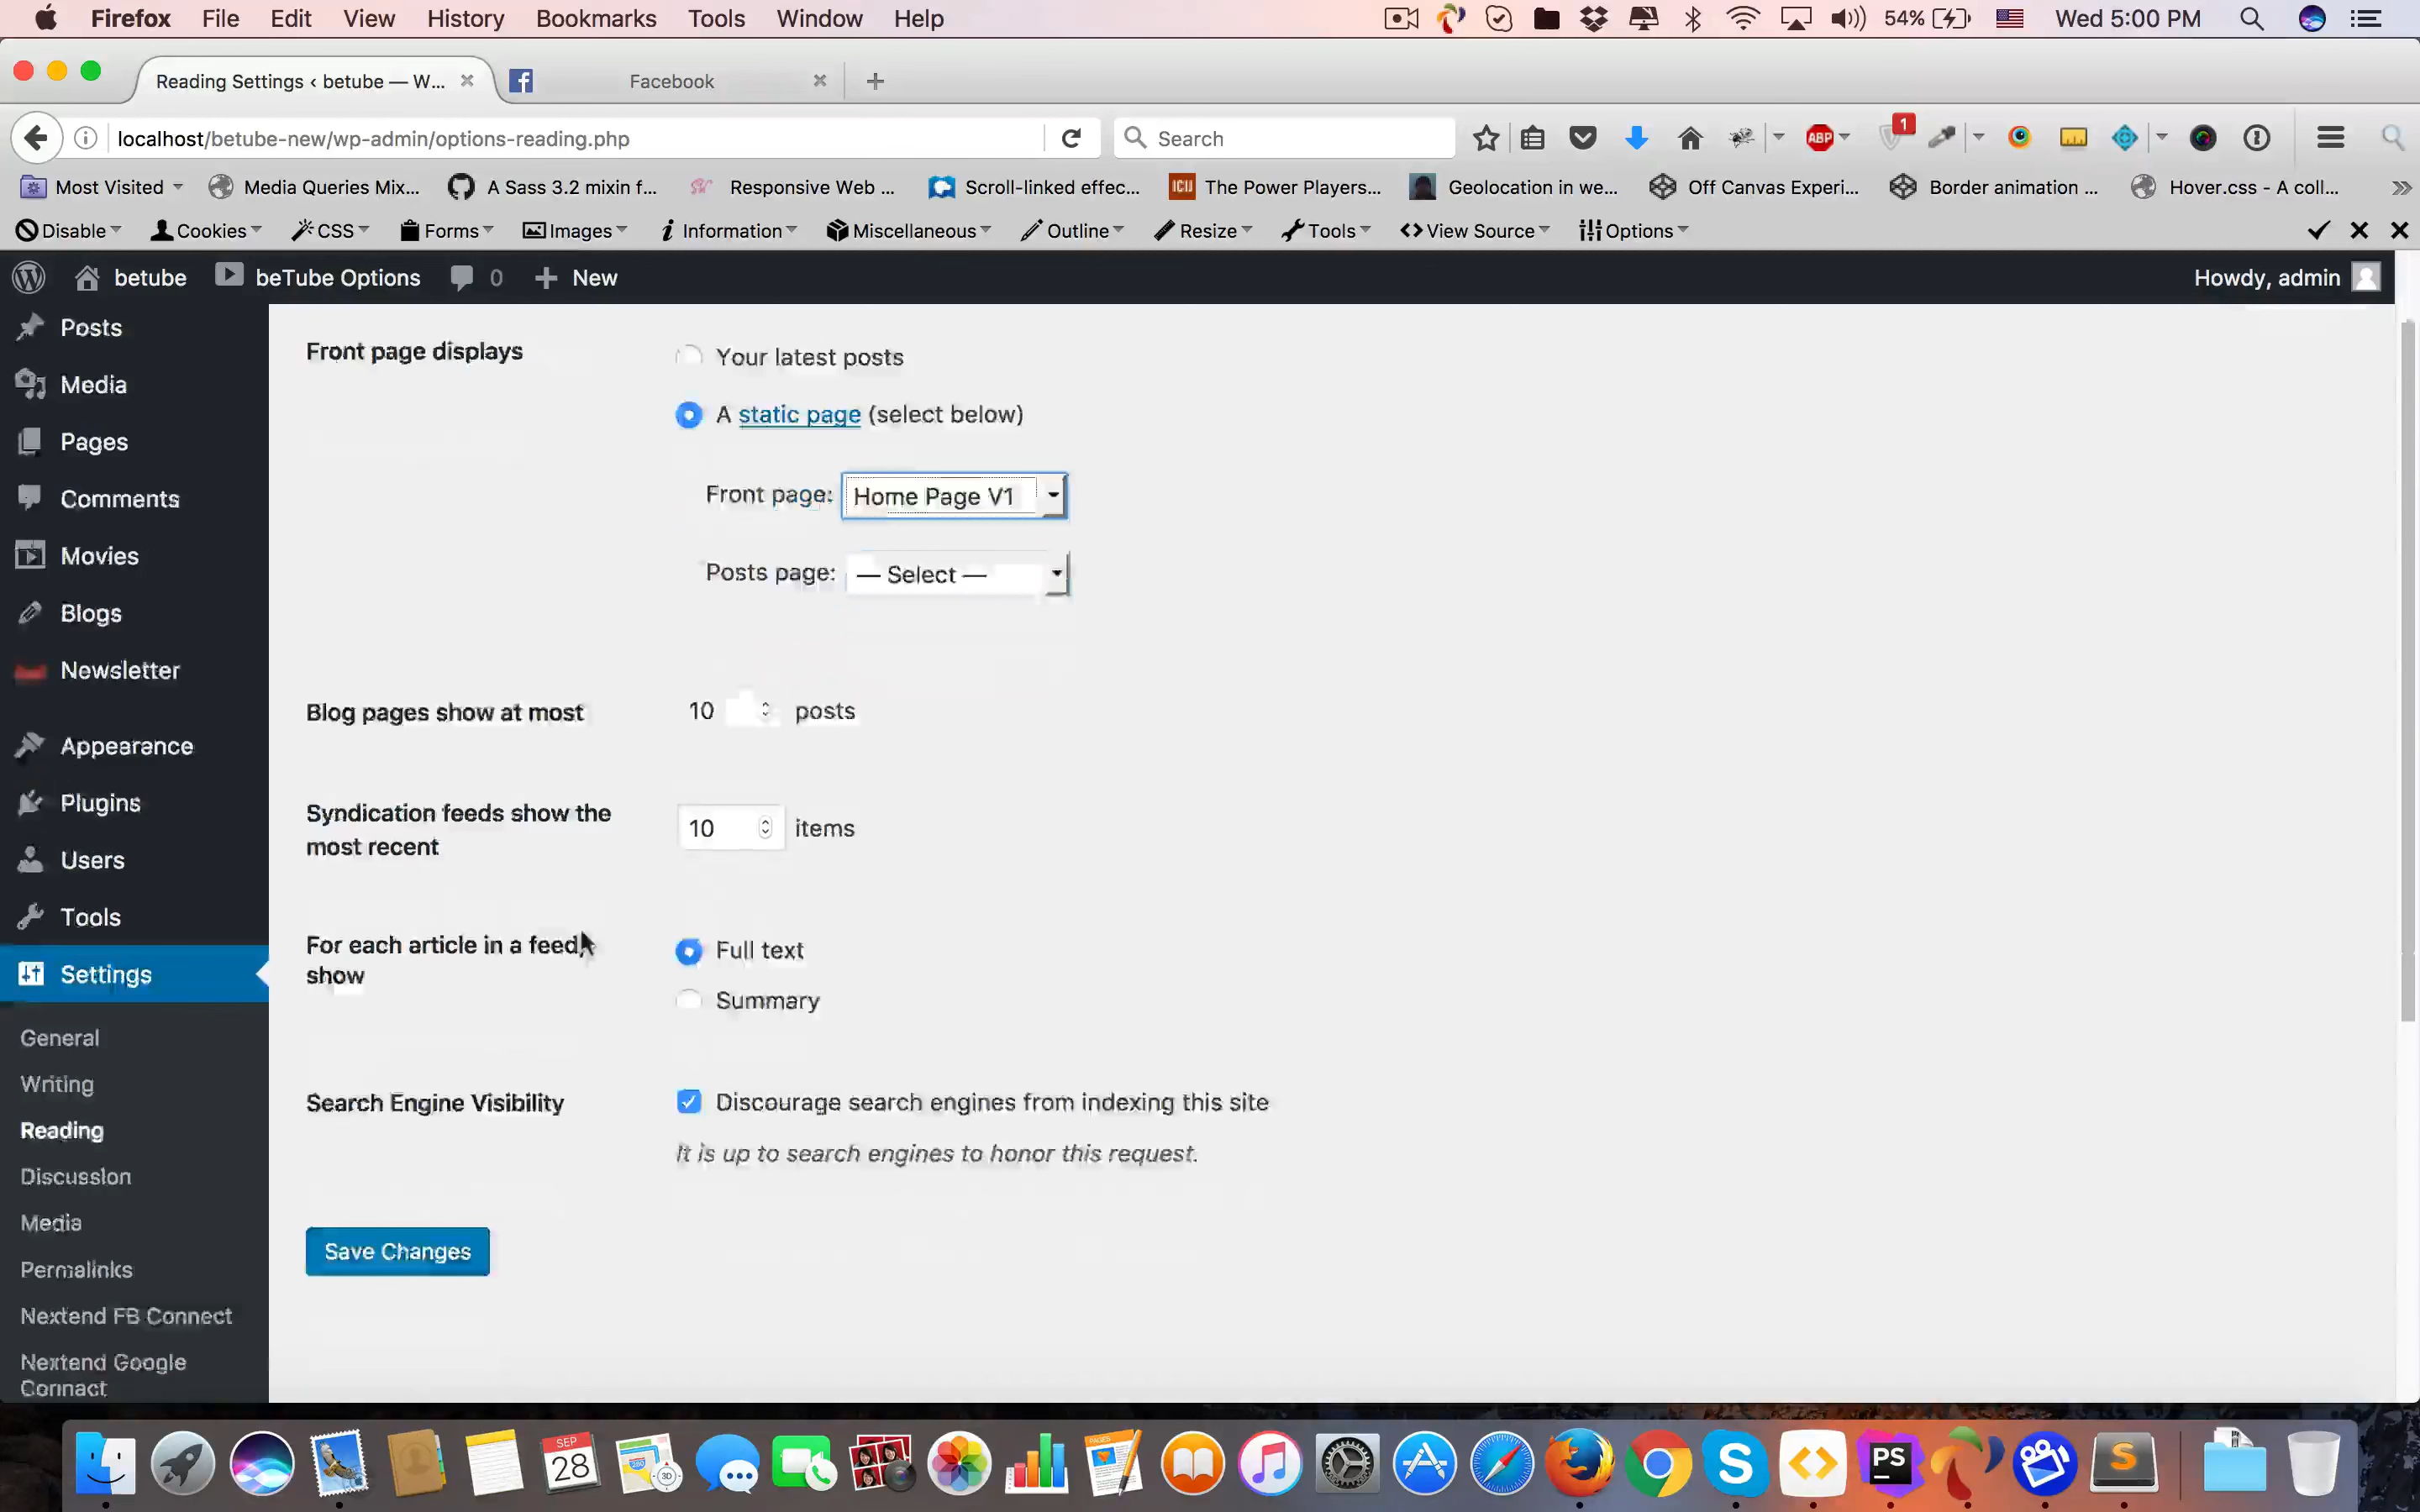 Firefox File Edit View History Bookmarks Tools Window Help 54% Wed 5:00 PM
Reading Settings ‹ betube — W... Facebook
localhost/betube-new/wp-admin/options-reading.php Search ABP 1
Most Visited Media Queries Mix... A Sass 3.2 mixin f... Responsive Web ... Scroll-linked effec... The Power Players... Geolocation in we... Off Canvas Experi... Border animation ... Hover.css - A coll...
Disable Cookies CSS Forms Images Information Miscellaneous Outline Resize Tools View Source Options
betube beTube Options 0 New Howdy, admin
Posts
Media
Pages
Comments
Movies
Blogs
Newsletter
Appearance
Plugins
Users
Tools
Settings
General
Writing
Reading
Discussion
Media
Permalinks
Nextend FB Connect
Nextend Google
Connact
Front page displays
Your latest posts
A static page (select below)
Front page: Home Page V1
Posts page: — Select —
Blog pages show at most 10 posts
Syndication feeds show the
most recent
10 items
For each article in a feed,
show
Full text
Summary
Search Engine Visibility
Discourage search engines from indexing this site
It is up to search engines to honor this request.
Save Changes
SEP
28
3D
PAGES
PS